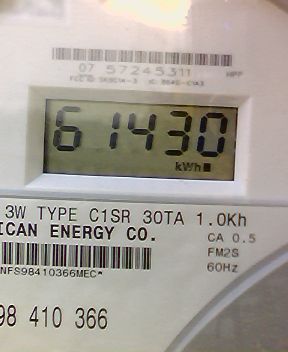 07 57245311
61430
kWh
3W TYPE C1SR 30TA 1.0Kh
ICAN ENERGY CO.
CA 0.5
FM2S
60Hz
NFS98410366MEC*
98 410 366